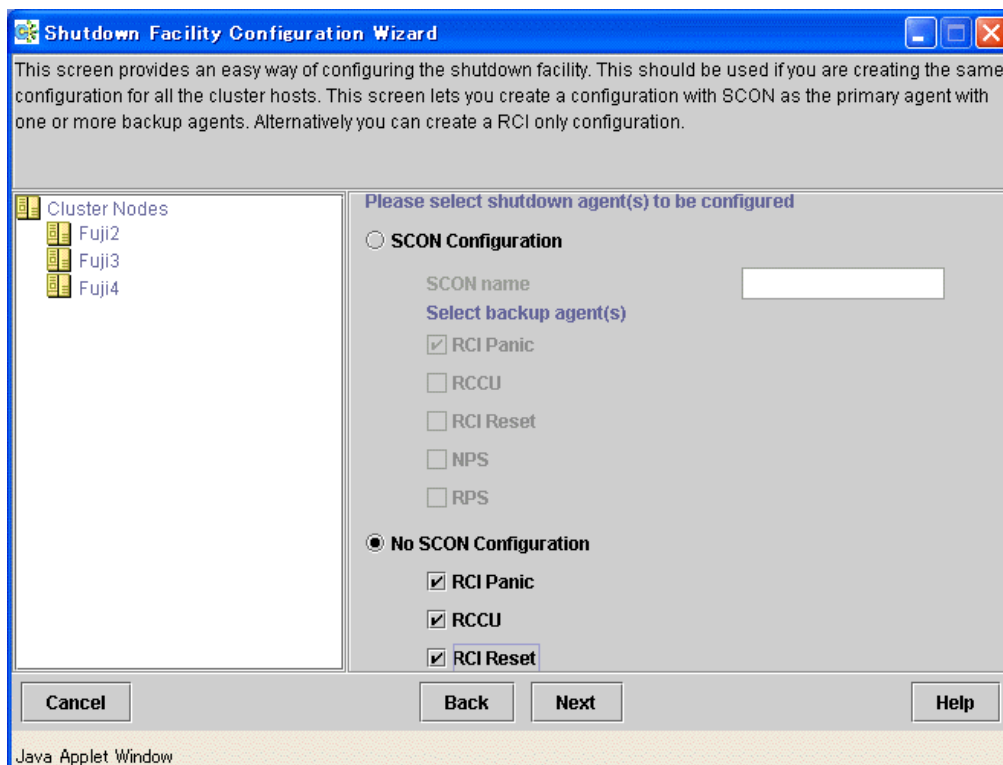 Shutdown Facility Configuration Wizard
This screen provides an easy way of configuring the shutdown facility. This should be used if you are creating the same
configuration for all the cluster hosts. This screen lets you create a configuration with SCON as the primary agent with
one or more backup agents. Alternatively you can create a RCI only configuration.
Cluster Nodes
Fuji2
Fuji3
Fuji4
Please select shutdown agent(s) to be configured
SCON Configuration
SCON name
Select backup agent(s)
RCI Panic
RCCU
RCI Reset
NPS
RPS
No SCON Configuration
RCI Panic
RCCU
RCI Reset
Cancel
Back
Next
Help
Java Applet Window